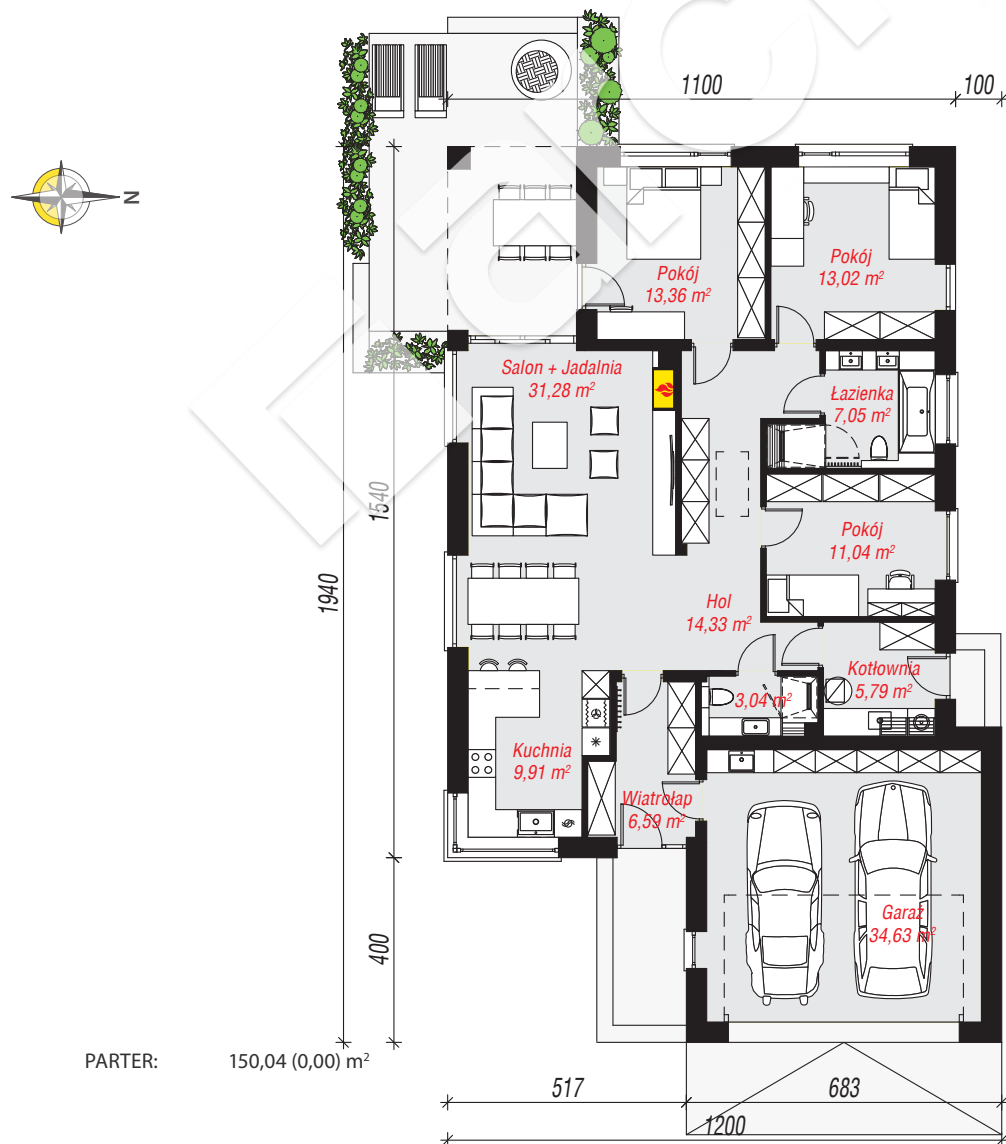 1100
100
N
Pokój
13,36 m²
Pokój
13,02 m²
Salon + Jadalnia
31,28 m²
Łazienka
7,05 m²
1540
1940
Pokój
11,04 m²
Hol
14,33 m²
Kotłownia
5,79 m²
3,04 m²
Kuchnia
9,91 m²
Wiatrołap
6,59 m²
Garaż
34,63 m²
400
PARTER: 150,04 (0,00) m²
517
683
1200